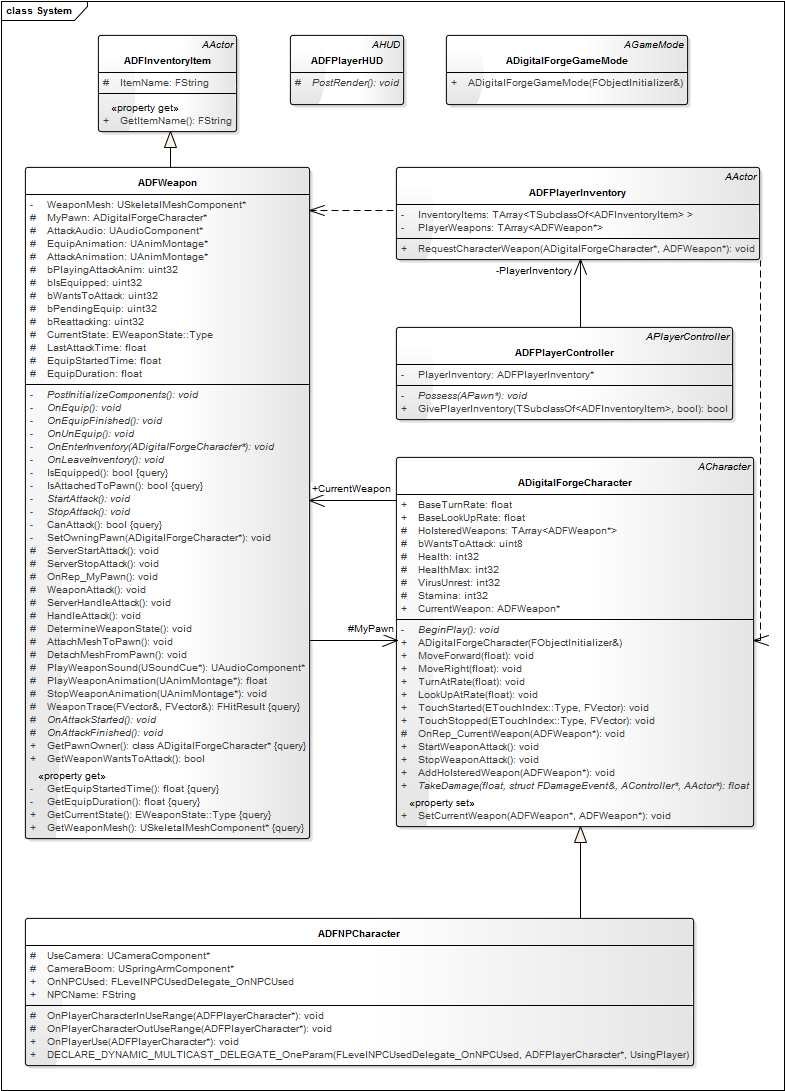 class System
AActor
ADFInventoryItem
# ItemName: FString
«property get»
+ GetItemName(): FString
AHUD
ADFPlayerHUD
# PostRender(): void
AGameMode
ADigitalForgeGameMode
+ ADigitalForgeGameMode(FObjectInitializer&)
ADFWeapon
- WeaponMesh: USkeletalMeshComponent*
# MyPawn: ADigitalForgeCharacter*
# AttackAudio: UAudioComponent*
# EquipAnimation: UAnimMontage*
# AttackAnimation: UAnimMontage*
# bPlayingAttackAnim: uint32
# bIsEquipped: uint32
# bWantsToAttack: uint32
# bPendingEquip: uint32
# bReattacking: uint32
# CurrentState: EWeaponState::Type
# LastAttackTime: float
# EquipStartedTime: float
# EquipDuration: float
- PostInitializeComponents(): void
- OnEquip(): void
- OnEquipFinished(): void
- OnUnEquip(): void
- OnEnterInventory(ADigitalForgeCharacter*): void
- OnLeaveInventory(): void
- IsEquipped(): bool {query}
- IsAttachedToPawn(): bool {query}
- StartAttack(): void
- StopAttack(): void
- CanAttack(): bool {query}
- SetOwningPawn(ADigitalForgeCharacter*): void
# ServerStartAttack(): void
# ServerStopAttack(): void
# OnRep_MyPawn(): void
# WeaponAttack(): void
# ServerHandleAttack(): void
# HandleAttack(): void
# DetermineWeaponState(): void
# AttachMeshToPawn(): void
# DetachMeshFromPawn(): void
# PlayWeaponSound(USoundCue*): UAudioComponent*
# PlayWeaponAnimation(UAnimMontage*): float
# StopWeaponAnimation(UAnimMontage*): void
# WeaponTrace(FVector&, FVector&): FHitResult {query}
# OnAttackStarted(): void
# OnAttackFinished(): void
+ GetPawnOwner(): class ADigitalForgeCharacter* {query}
+ GetWeaponWantsToAttack(): bool
«property get»
- GetEquipStartedTime(): float {query}
- GetEquipDuration(): float {query}
+ GetCurrentState(): EWeaponState::Type {query}
+ GetWeaponMesh(): USkeletalMeshComponent* {query}
AActor
ADFPlayerInventory
- InventoryItems: TArray<TSubclassOf<ADFInventoryItem> >
- PlayerWeapons: TArray<ADFWeapon*>
+ RequestCharacterWeapon(ADigitalForgeCharacter*, ADFWeapon*): void
-PlayerInventory
APlayerController
ADFPlayerController
- PlayerInventory: ADFPlayerInventory*
- Possess(APawn*): void
+ GivePlayerInventory(TSubclassOf<ADFInventoryItem>, bool): bool
+CurrentWeapon
#MyPawn
ACharacter
ADigitalForgeCharacter
+ BaseTurnRate: float
+ BaseLookUpRate: float
# HolsteredWeapons: TArray<ADFWeapon*>
# bWantsToAttack: uint8
# Health: int32
# HealthMax: int32
# VirusUnrest: int32
# Stamina: int32
+ CurrentWeapon: ADFWeapon*
- BeginPlay(): void
+ ADigitalForgeCharacter(FObjectInitializer&)
+ MoveForward(float): void
+ MoveRight(float): void
+ TurnAtRate(float): void
+ LookUpAtRate(float): void
+ TouchStarted(ETouchIndex::Type, FVector): void
+ TouchStopped(ETouchIndex::Type, FVector): void
# OnRep_CurrentWeapon(ADFWeapon*): void
+ StartWeaponAttack(): void
+ StopWeaponAttack(): void
+ AddHolsteredWeapon(ADFWeapon*): void
+ TakeDamage(float, struct FDamageEvent&, AController*, AActor*): float
«property set»
+ SetCurrentWeapon(ADFWeapon*, ADFWeapon*): void
ADFNPCharacter
# UseCamera: UCameraComponent*
# CameraBoom: USpringArmComponent*
+ OnNPCUsed: FLevelNPCUsedDelegate_OnNPCUsed
+ NPCName: FString
# OnPlayerCharacterInUseRange(ADFPlayerCharacter*): void
# OnPlayerCharacterOutUseRange(ADFPlayerCharacter*): void
+ OnPlayerUse(ADFPlayerCharacter*): void
+ DECLARE_DYNAMIC_MULTICAST_DELEGATE_OneParam(FLevelNPCUsedDelegate_OnNPCUsed, ADFPlayerCharacter*, UsingPlayer)